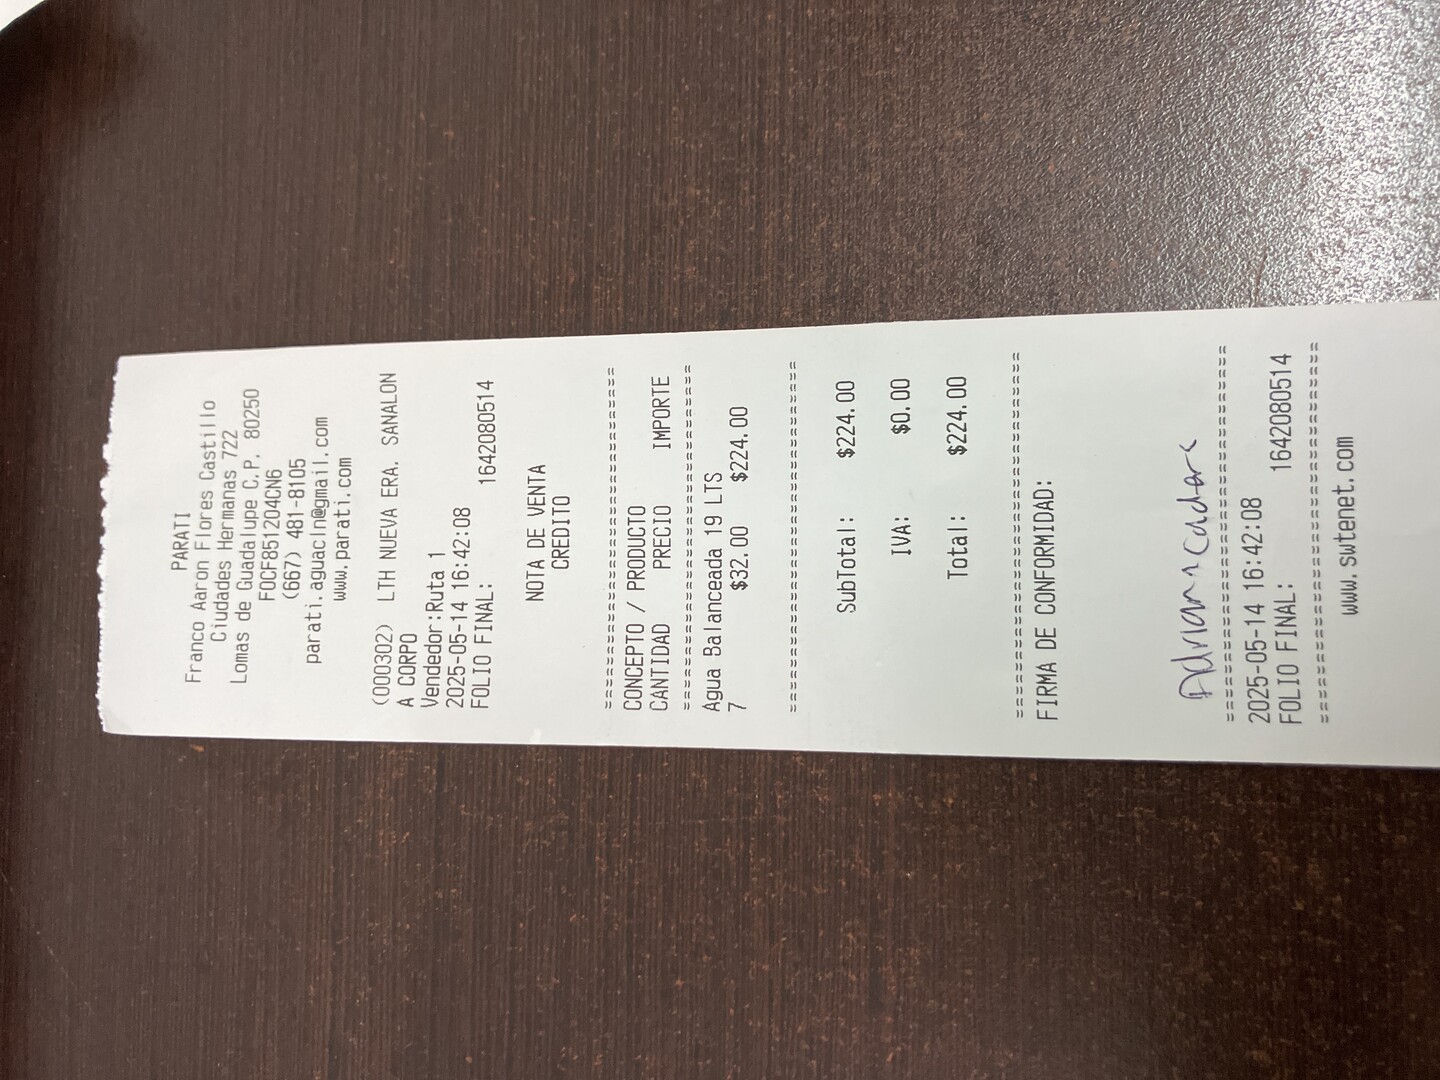 PARATI
Franco Aaron Flores Castillo
Ciudades Hermanas 722
Lomas de Guadalupe C.P. 80250
FOCF851204CN6
(667) 481-8105
parati.aguacln@gmail.com
www.parati.com
(000302) LTH NUEVA ERA. SANALON
A CORPO
Vendedor:Ruta 1
2025-05-14 16:42:08
FOLIO FINAL: 1642080514
NOTA DE VENTA
CREDITO
================================
CONCEPTO / PRODUCTO
CANTIDAD PRECIO IMPORTE
================================
Agua Balanceada 19 LTS
7 $32.00 $224.00
================================
SubTotal: $224.00
IVA: $0.00
Total: $224.00
================================
FIRMA DE CONFORMIDAD:
Adriana
================================
2025-05-14 16:42:08
FOLIO FINAL: 1642080514
================================
www.swtenet.com